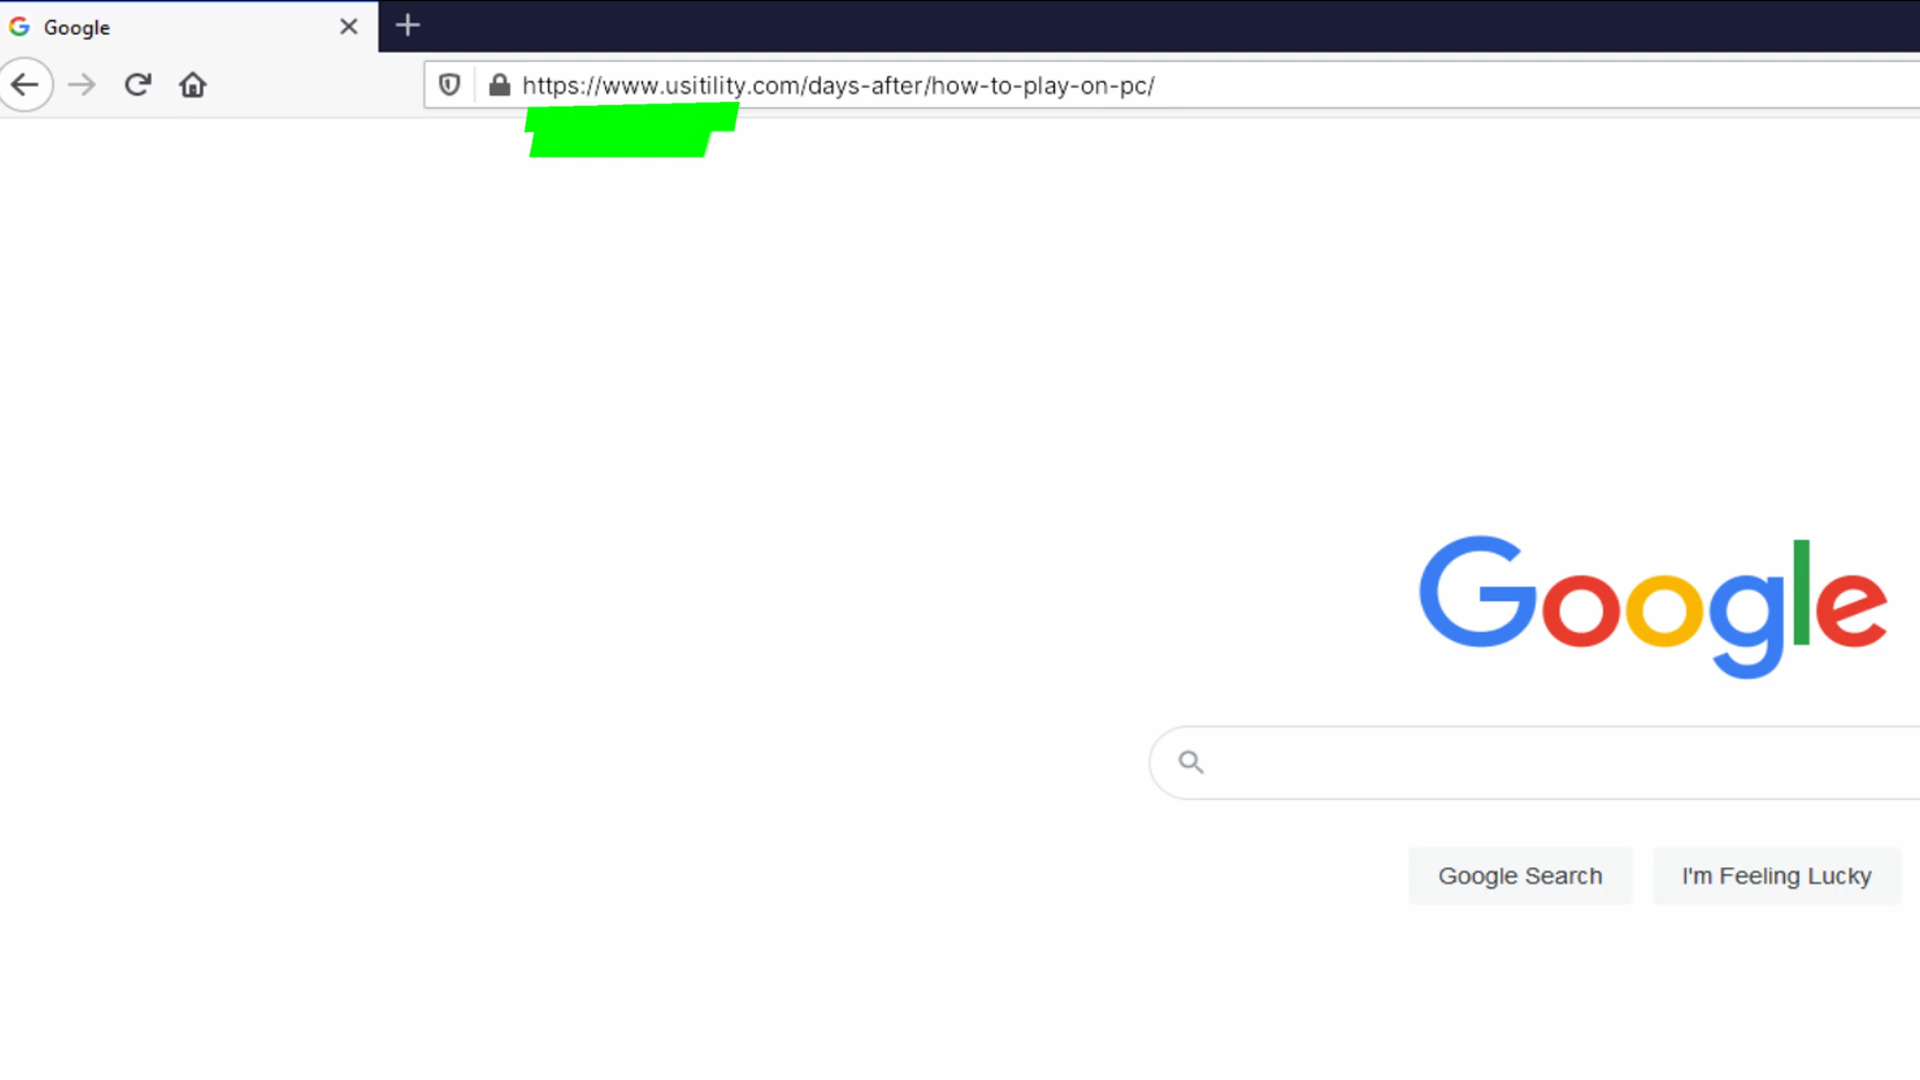 Google
https://www.usitility.com/days-after/how-to-play-on-pc/
Google
Google Search
I'm Feeling Lucky